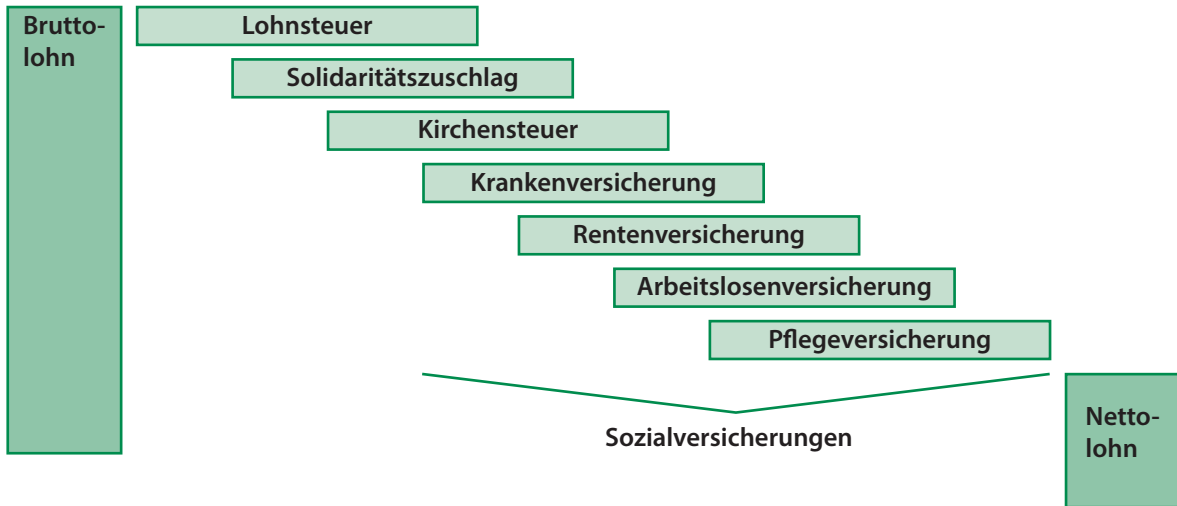 Brutto-
lohn
Lohnsteuer
Solidaritätszuschlag
Kirchensteuer
Krankenversicherung
Rentenversicherung
Arbeitslosenversicherung
Pflegeversicherung
Sozialversicherungen
Netto-
lohn